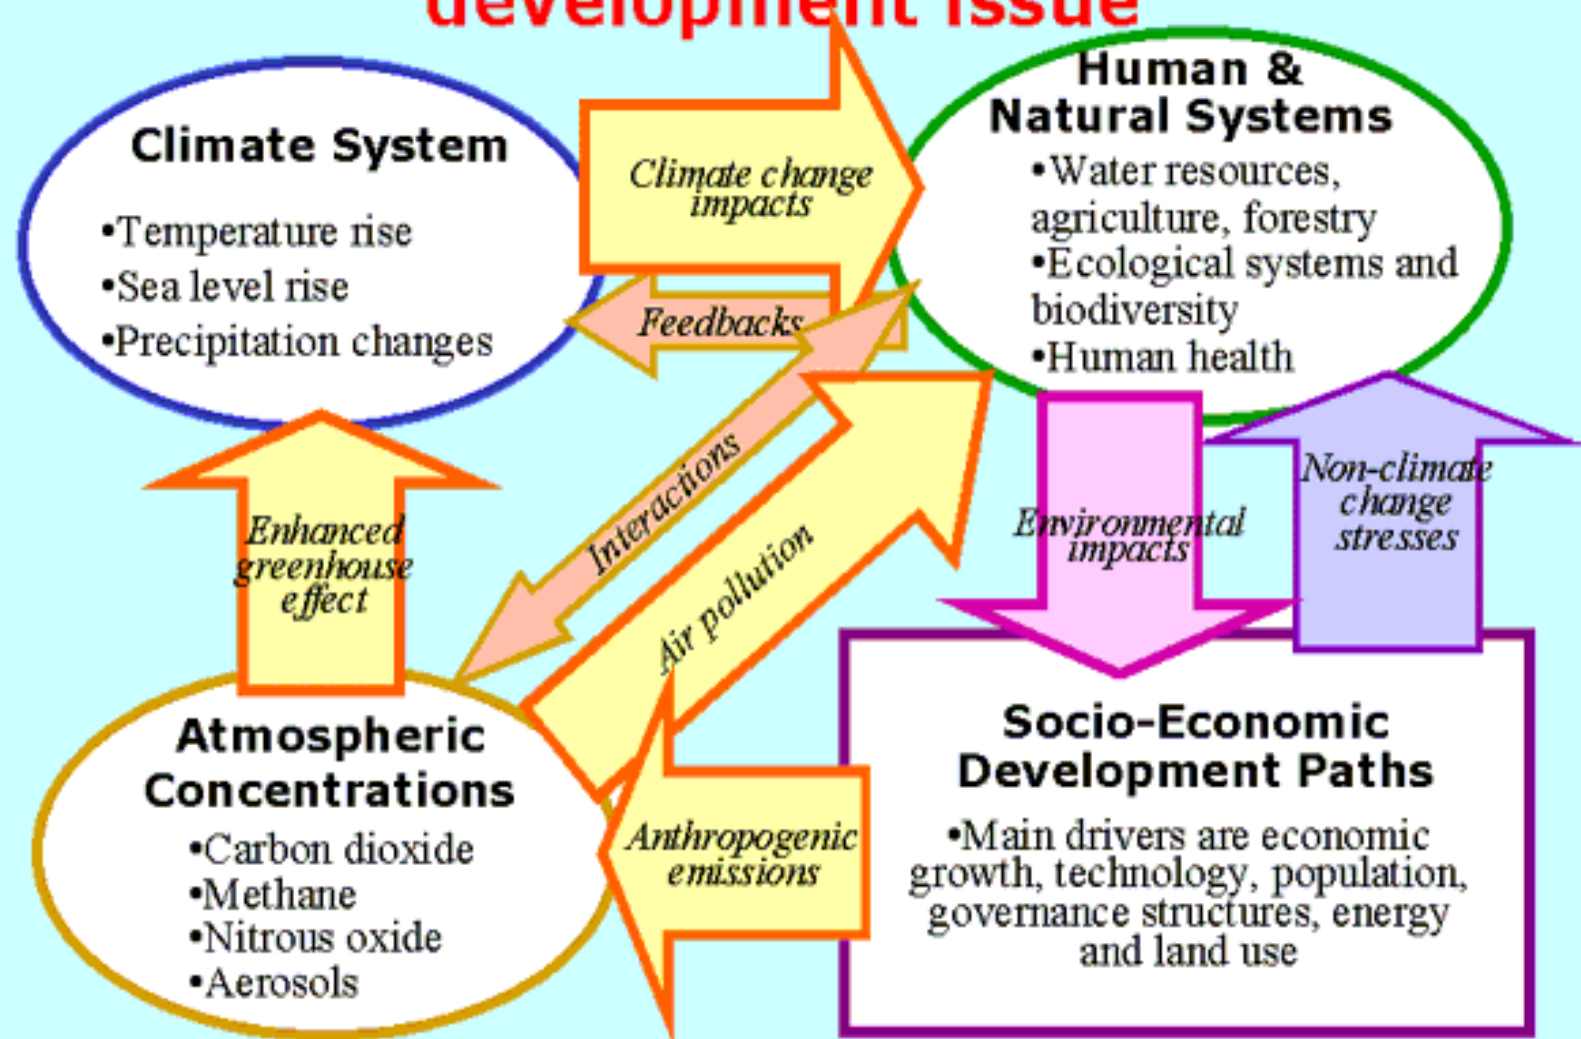 development issue
Climate System
•Temperature rise
•Sea level rise
•Precipitation changes
Climate change
impacts
Human &
Natural Systems
•Water resources,
agriculture, forestry
•Ecological systems and
biodiversity
•Human health
Feedbacks
Interactions
Air pollution
Enhanced
greenhouse
effect
Environmental
impacts
Non-climate
change
stresses
Atmospheric
Concentrations
•Carbon dioxide
•Methane
•Nitrous oxide
•Aerosols
Anthropogenic
emissions
Socio-Economic
Development Paths
•Main drivers are economic
growth, technology, population,
governance structures, energy
and land use